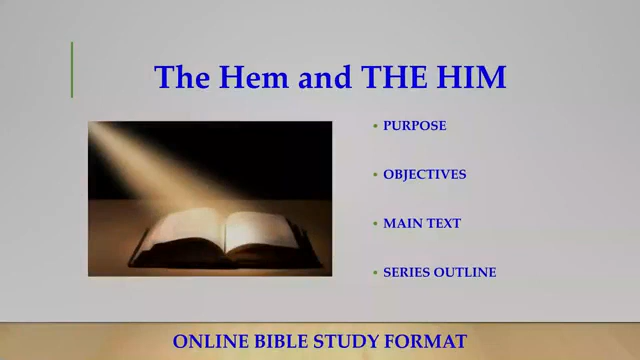 The Hem and THE HIM
• PURPOSE
• OBJECTIVES
• MAIN TEXT
• SERIES OUTLINE
ONLINE BIBLE STUDY FORMAT